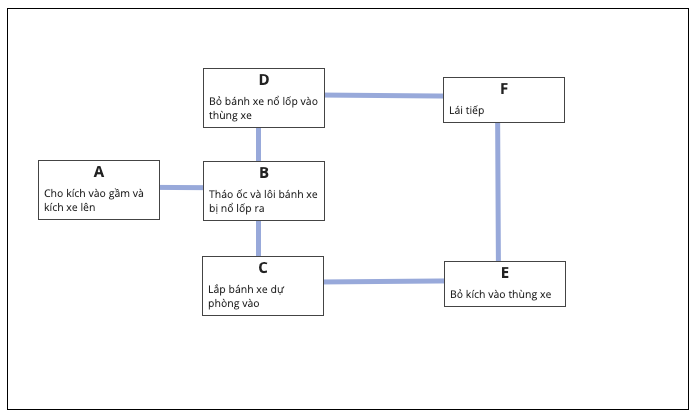 D
Bỏ bánh xe nổ lốp vào
thùng xe
F
Lái tiếp
A
Cho kích vào gầm và
kích xe lên
B
Tháo ốc và lôi bánh xe
bị nổ lốp ra
C
Lắp bánh xe dự
phòng vào
E
Bỏ kích vào thùng xe